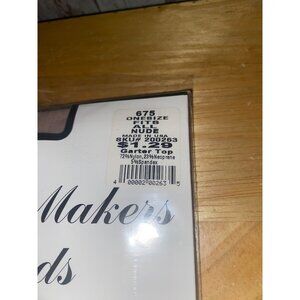 675
ONESIZE
FITS
ALL
NUDE
MADE IN USA
SKU# 200263
$1.29
Garter Top
72%Nylon, 23%Neoprene
5%Spandex
4 00002 00263 5
Makers
ds